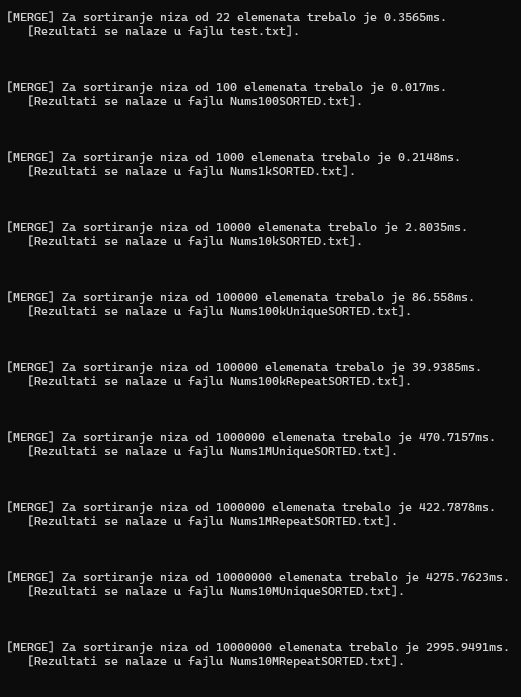 [MERGE] Za sortiranje niza od 22 elemenata trebalo je 0.3565ms.
[Rezultati se nalaze u fajlu test.txt].
[MERGE] Za sortiranje niza od 100 elemenata trebalo je 0.017ms.
[Rezultati se nalaze u fajlu Nums100SORTED.txt].
[MERGE] Za sortiranje niza od 1000 elemenata trebalo je 0.2148ms.
[Rezultati se nalaze u fajlu Nums1kSORTED.txt].
[MERGE] Za sortiranje niza od 10000 elemenata trebalo je 2.8035ms.
[Rezultati se nalaze u fajlu Nums10kSORTED.txt].
[MERGE] Za sortiranje niza od 100000 elemenata trebalo je 86.558ms.
[Rezultati se nalaze u fajlu Nums100kUniqueSORTED.txt].
[MERGE] Za sortiranje niza od 100000 elemenata trebalo je 39.9385ms.
[Rezultati se nalaze u fajlu Nums100kRepeatSORTED.txt].
[MERGE] Za sortiranje niza od 1000000 elemenata trebalo je 470.7157ms.
[Rezultati se nalaze u fajlu Nums1MUniqueSORTED.txt].
[MERGE] Za sortiranje niza od 1000000 elemenata trebalo je 422.7878ms.
[Rezultati se nalaze u fajlu Nums1MRepeatSORTED.txt].
[MERGE] Za sortiranje niza od 10000000 elemenata trebalo je 4275.7623ms.
[Rezultati se nalaze u fajlu Nums10MUniqueSORTED.txt].
[MERGE] Za sortiranje niza od 10000000 elemenata trebalo je 2995.9491ms.
[Rezultati se nalaze u fajlu Nums10MRepeatSORTED.txt].